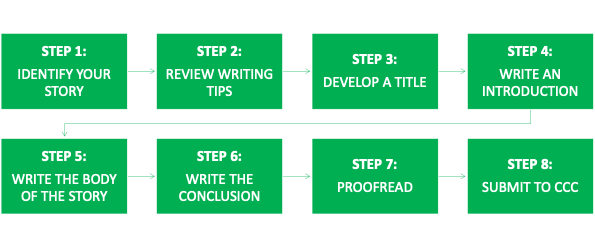 STEP 1:
IDENTIFY YOUR
STORY
STEP 2:
REVIEW WRITING
TIPS
STEP 3:
DEVELOP A TITLE
STEP 4:
WRITE AN
INTRODUCTION
STEP 5:
WRITE THE BODY
OF THE STORY
STEP 6:
WRITE THE
CONCLUSION
STEP 7:
PROOFREAD
STEP 8:
SUBMIT TO CCC